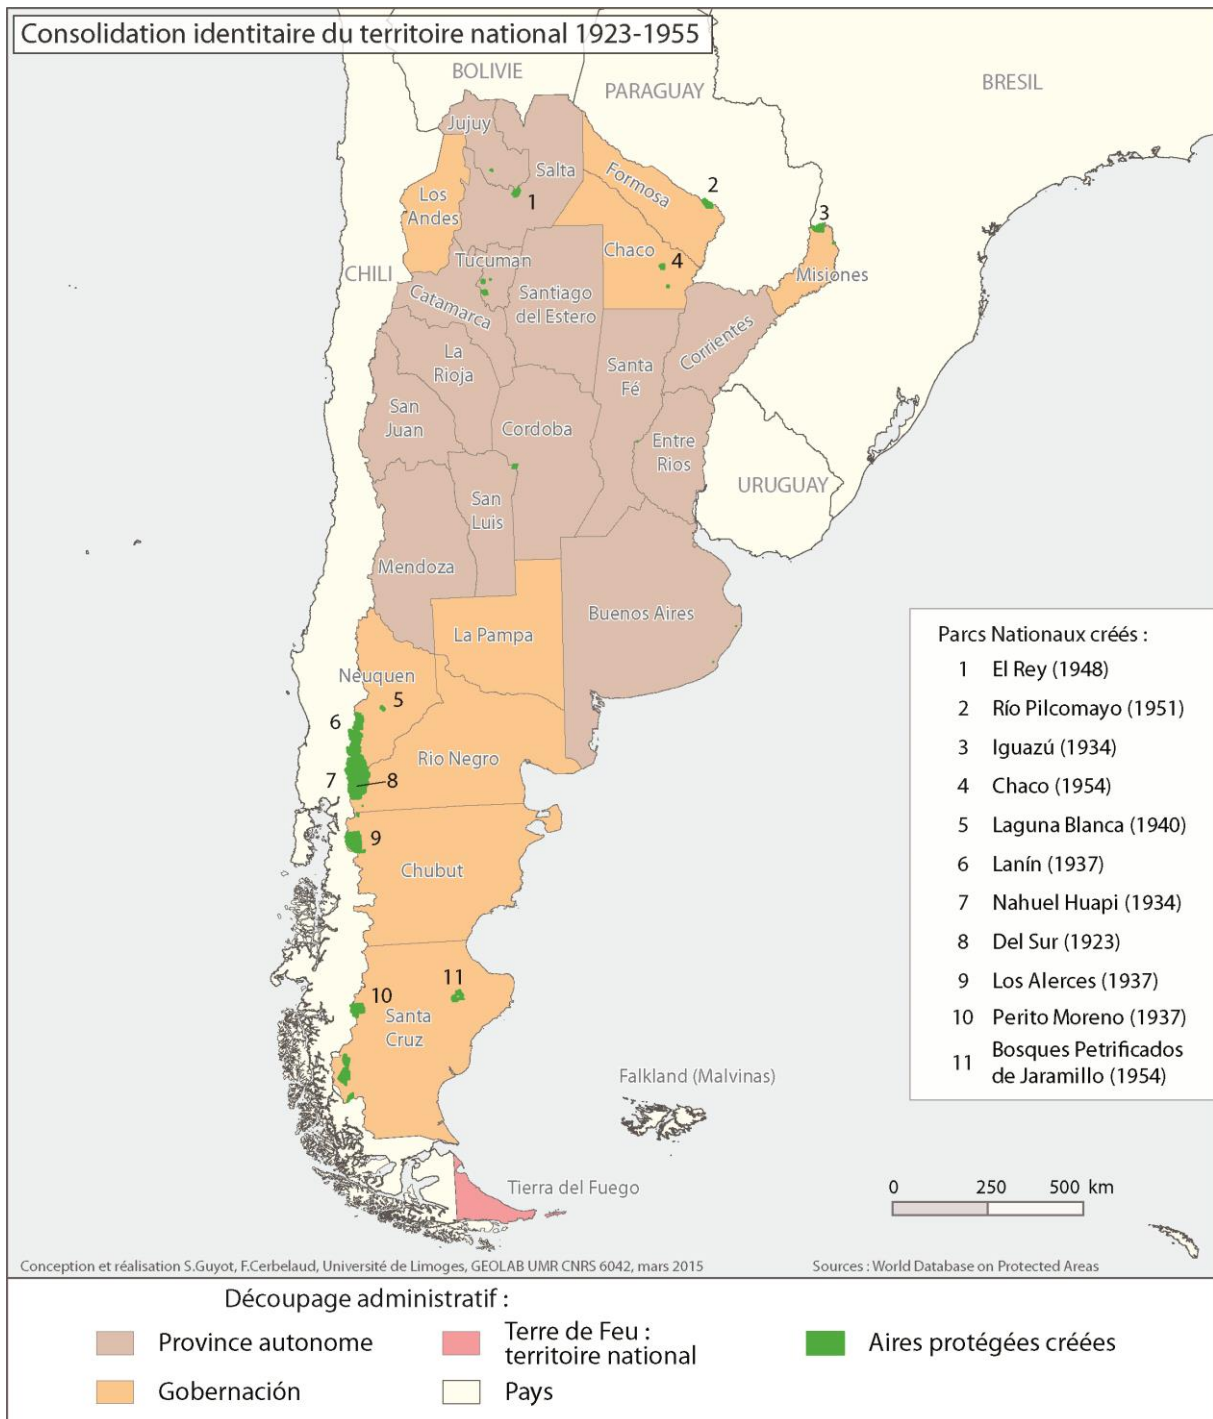 Consolidation identitaire du territoire national 1923-1955
BOLIVIE
PARAGUAY
BRESIL
Jujuy
Salta
Formosa
2
Los
Andes
1
3
Chaco
4
Misiones
CHILI
Tucuman
Catamarca
Santiago
del Estero
Corrientes
La
Rioja
Santa
Fé
San
Juan
Cordoba
Entre
Rios
URUGUAY
San
Luis
Mendoza
Buenos Aires
La Pampa
Neuquen
5
6
Rio Negro
7
8
9
Chubut
11
10
Santa
Cruz
Falkland (Malvinas)
Tierra del Fuego
Parcs Nationaux créés :
1 El Rey (1948)
2 Río Pilcomayo (1951)
3 Iguazú (1934)
4 Chaco (1954)
5 Laguna Blanca (1940)
6 Lanín (1937)
7 Nahuel Huapi (1934)
8 Del Sur (1923)
9 Los Alerces (1937)
10 Perito Moreno (1937)
11 Bosques Petrificados
de Jaramillo (1954)
0 250 500 km
Conception et réalisation S.Guyot, F.Cerbelaud, Université de Limoges, GEOLAB UMR CNRS 6042, mars 2015
Sources : World Database on Protected Areas
Découpage administratif :
Province autonome
Terre de Feu :
territoire national
Aires protégées créées
Gobernación
Pays